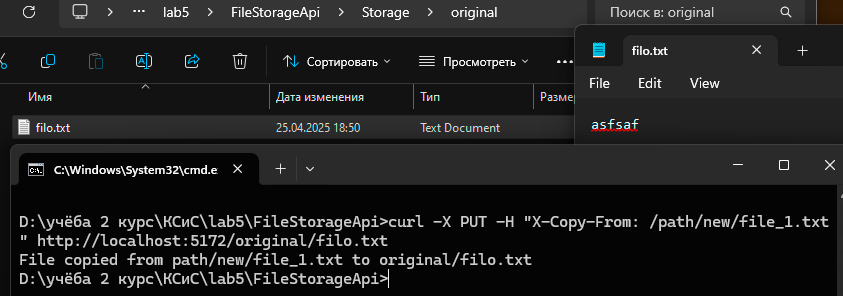 lab5 > FileStorageApi > Storage > original
Поиск в: original
Сортировать
Просмотреть
Имя
Дата изменения
Тип
Размер
filo.txt
25.04.2025 18:50
Text Document
filo.txt
File Edit View
asfsaf
C:\Windows\System32\cmd.e
D:\учёба 2 курс\КСиС\lab5\FileStorageApi>curl -X PUT -H "X-Copy-From: /path/new/file_1.txt
" http://localhost:5172/original/filo.txt
File copied from path/new/file_1.txt to original/filo.txt
D:\учёба 2 курс\КСиС\lab5\FileStorageApi>